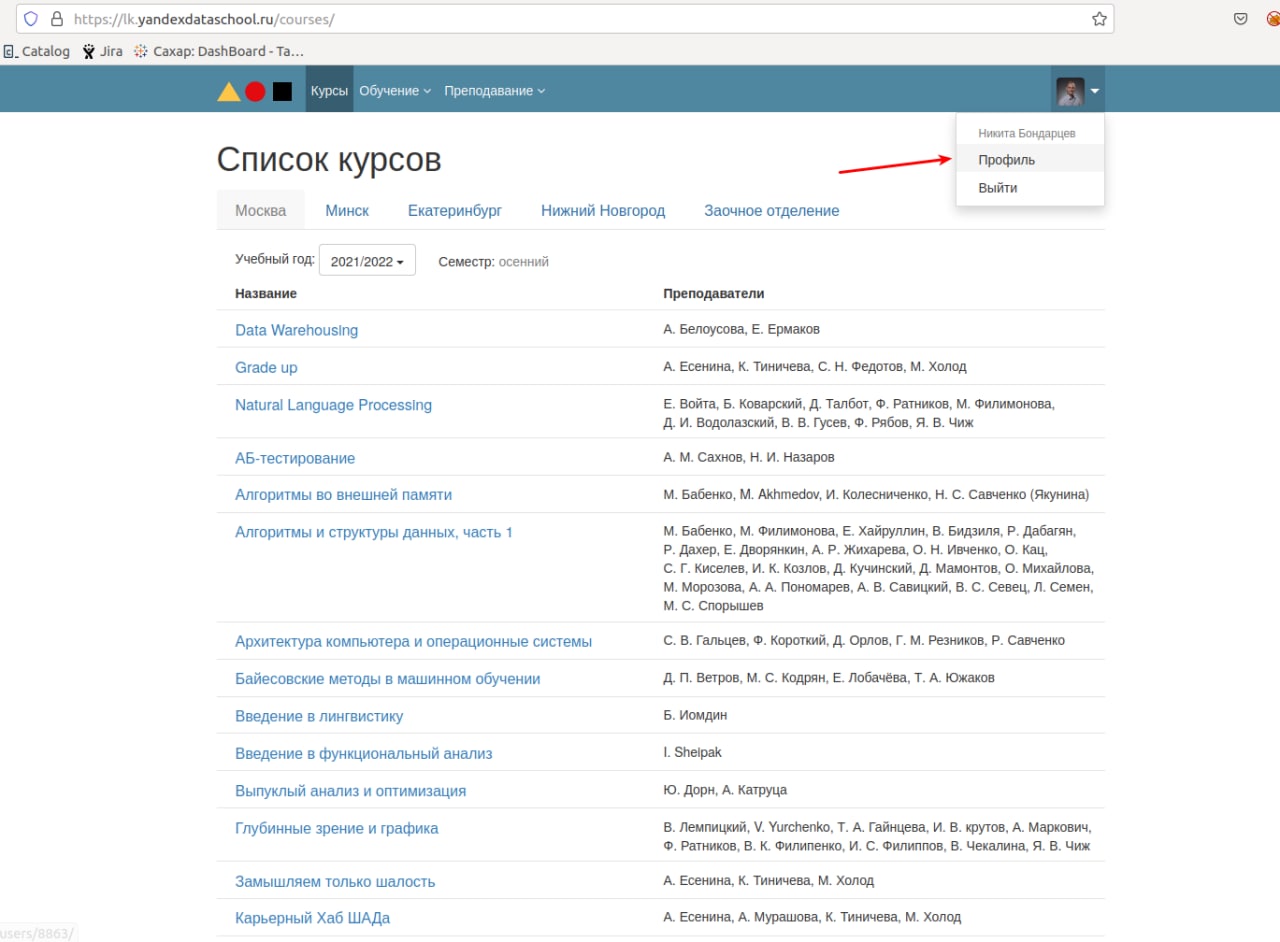 https://lk.yandexdataschool.ru/courses/
Catalog Jira Сахар: DashBoard - Ta…
Курсы Обучение Преподавание
Никита Бондарцев
Профиль
Выйти
Список курсов
Москва Минск Екатеринбург Нижний Новгород Заочное отделение
Учебный год: 2021/2022 Семестр: осенний
Название Преподаватели
Data Warehousing А. Белоусова, Е. Ермаков
Grade up А. Есенина, К. Тиничева, С. Н. Федотов, М. Холод
Natural Language Processing Е. Войта, Б. Коварский, Д. Талбот, Ф. Ратников, М. Филимонова,
Д. И. Водолазский, В. В. Гусев, Ф. Рябов, Я. В. Чиж
АБ-тестирование А. М. Сахнов, Н. И. Назаров
Алгоритмы во внешней памяти М. Бабенко, M. Akhmedov, И. Колесниченко, Н. С. Савченко (Якунина)
Алгоритмы и структуры данных, часть 1 М. Бабенко, М. Филимонова, Е. Хайруллин, В. Бидзиля, Р. Дабагян,
Р. Дахер, Е. Дворянкин, А. Р. Жихарева, О. Н. Ивченко, О. Кац,
С. Г. Киселев, И. К. Козлов, Д. Кучинский, Д. Мамонтов, О. Михайлова,
М. Морозова, А. А. Пономарев, А. В. Савицкий, В. С. Севец, Л. Семен,
М. С. Спорышев
Архитектура компьютера и операционные системы С. В. Гальцев, Ф. Короткий, Д. Орлов, Г. М. Резников, Р. Савченко
Байесовские методы в машинном обучении Д. П. Ветров, М. С. Кодрян, Е. Лобачёва, Т. А. Южаков
Введение в лингвистику Б. Иомдин
Введение в функциональный анализ I. Shelpak
Выпуклый анализ и оптимизация Ю. Дорн, А. Катруца
Глубинные зрение и графика В. Лемпицкий, V. Yurchenko, Т. А. Гайнцева, И. В. крутов, А. Маркович,
Ф. Ратников, В. К. Филипенко, И. С. Филиппов, В. Чекалина, Я. В. Чиж
Замышляем только шалость А. Есенина, К. Тиничева, М. Холод
Карьерный Хаб ШАДа А. Есенина, А. Мурашова, К. Тиничева, М. Холод
users/8863/